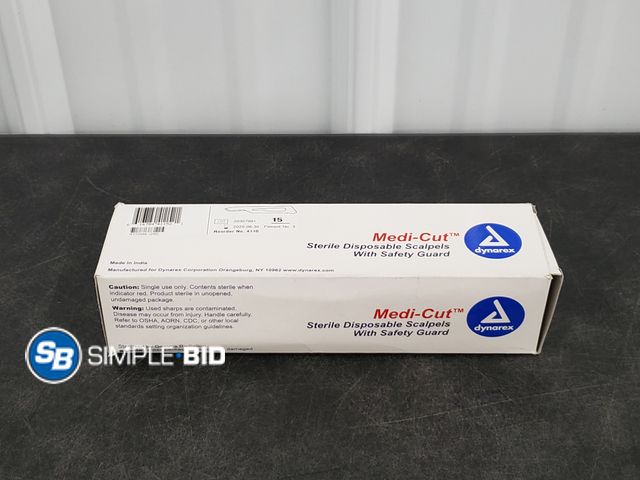 15
Reorder No. 4115
Medi-Cut™
Sterile Disposable Scalpels
With Safety Guard
dynarex
Made in India
Manufactured for Dynarex Corporation Orangeburg, NY 10962 www.dynarex.com
Caution: Single use only. Contents sterile when
indicator red. Product sterile in unopened,
undamaged package.
Warning: Used sharps are contaminated.
Disease may occur from injury. Handle carefully.
Refer to OSHA, AORN, CDC, or other local
standards setting organization guidelines.
Medi-Cut™
Sterile Disposable Scalpels
With Safety Guard
dynarex
damaged
SB SIMPLE BID